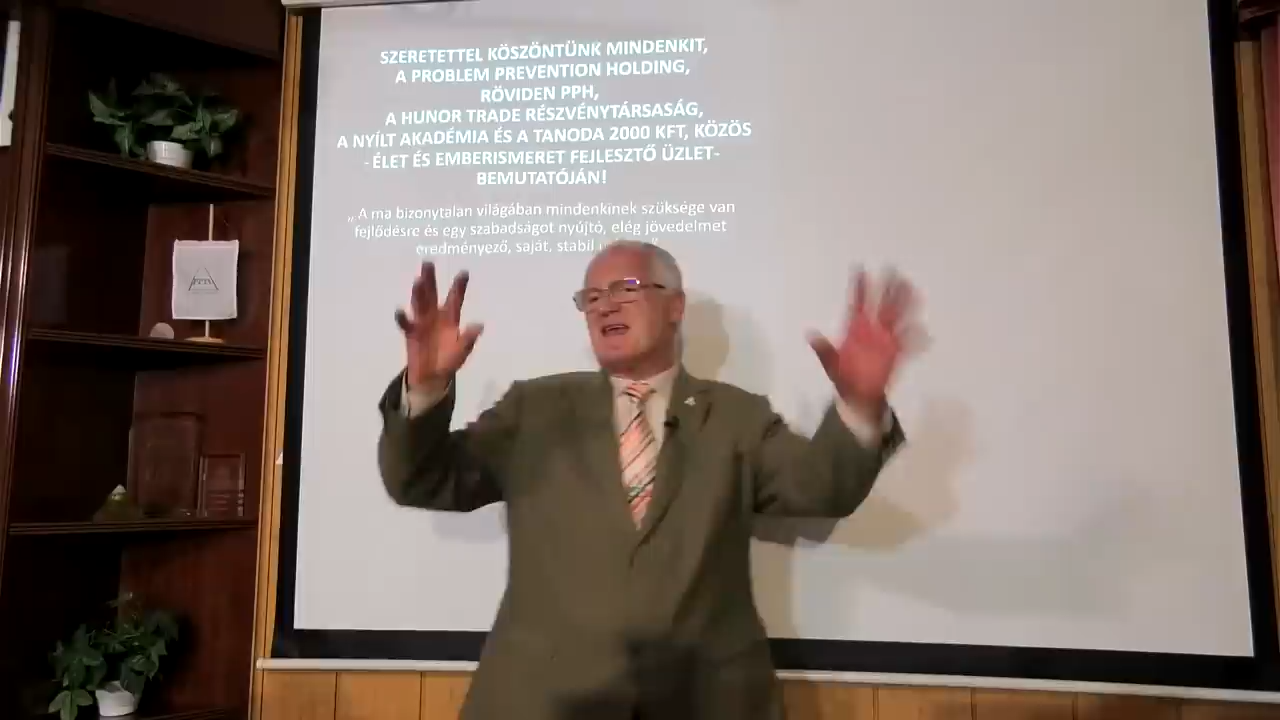 SZERETETTEL KÖSZÖNTÜNK MINDENKIT,
A PROBLEM PREVENTION HOLDING,
RÖVIDEN PPH,
A HUNOR TRADE RÉSZVÉNYTÁRSASÁG,
A NYÍLT AKADÉMIA ÉS A TANODA 2000 KFT, KÖZÖS
- ÉLET ÉS EMBERISMERET FEJLESZTŐ ÜZLET-
BEMUTATÓJÁN!
„ A ma bizonytalan világában mindenkinek szüksége van
fejlődésre és egy szabadságot nyújtó, elég jövedelmet
eredményező, saját, stabil